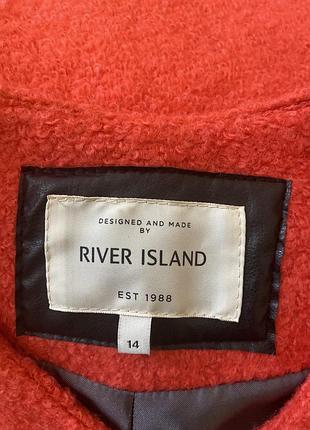 DESIGNED AND MADE
BY
RIVER ISLAND
EST 1988
14